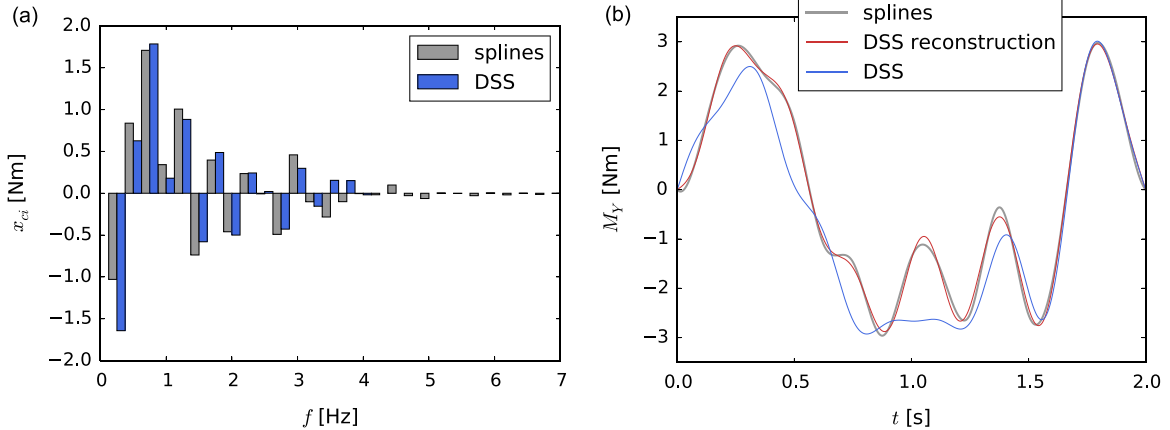 (a)
2.0
1.5
1.0
0.5
0.0
−0.5
−1.0
−1.5
−2.0
x_ci [Nm]
splines
DSS
0 1 2 3 4 5 6 7
f [Hz]
(b)
splines
DSS reconstruction
DSS
3
2
1
0
−1
−2
−3
M_Y [Nm]
0.0 0.5 1.0 1.5 2.0
t [s]